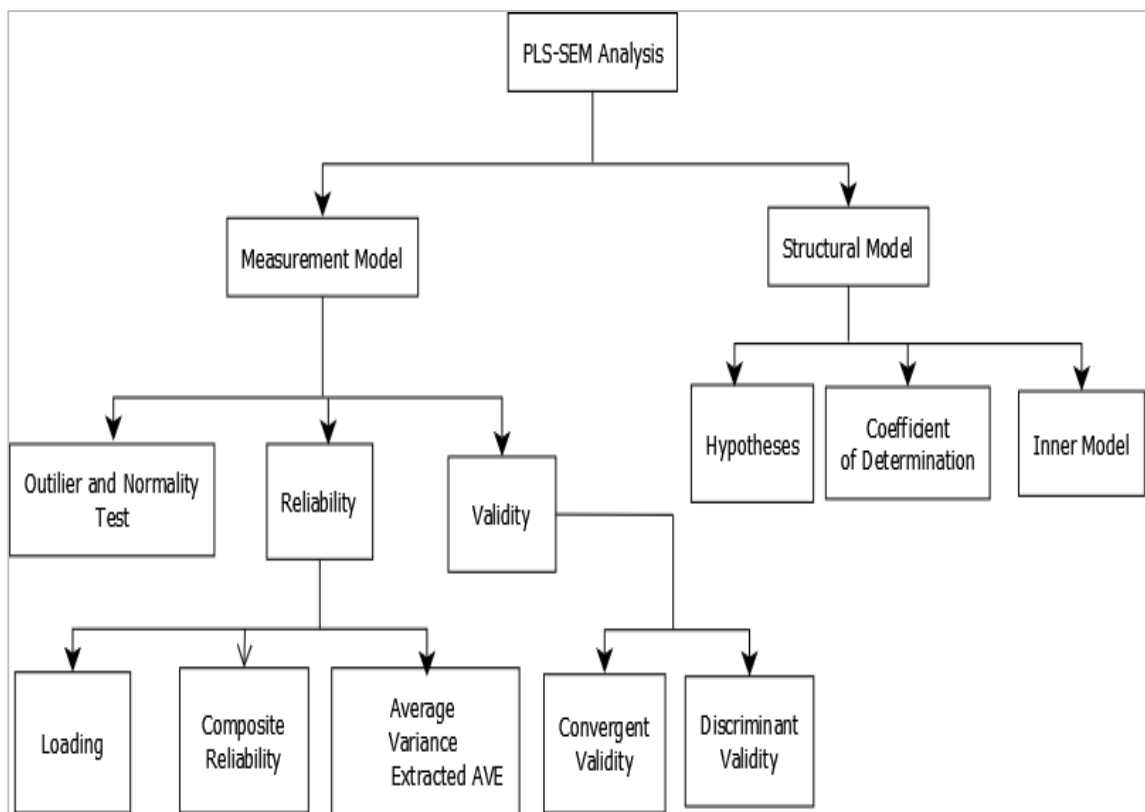 PLS-SEM Analysis
Measurement Model
Structural Model
Outilier and Normality
Test
Reliability
Validity
Hypotheses
Coefficient
of Determination
Inner Model
Loading
Composite
Reliability
Average
Variance
Extracted AVE
Convergent
Validity
Discriminant
Validity